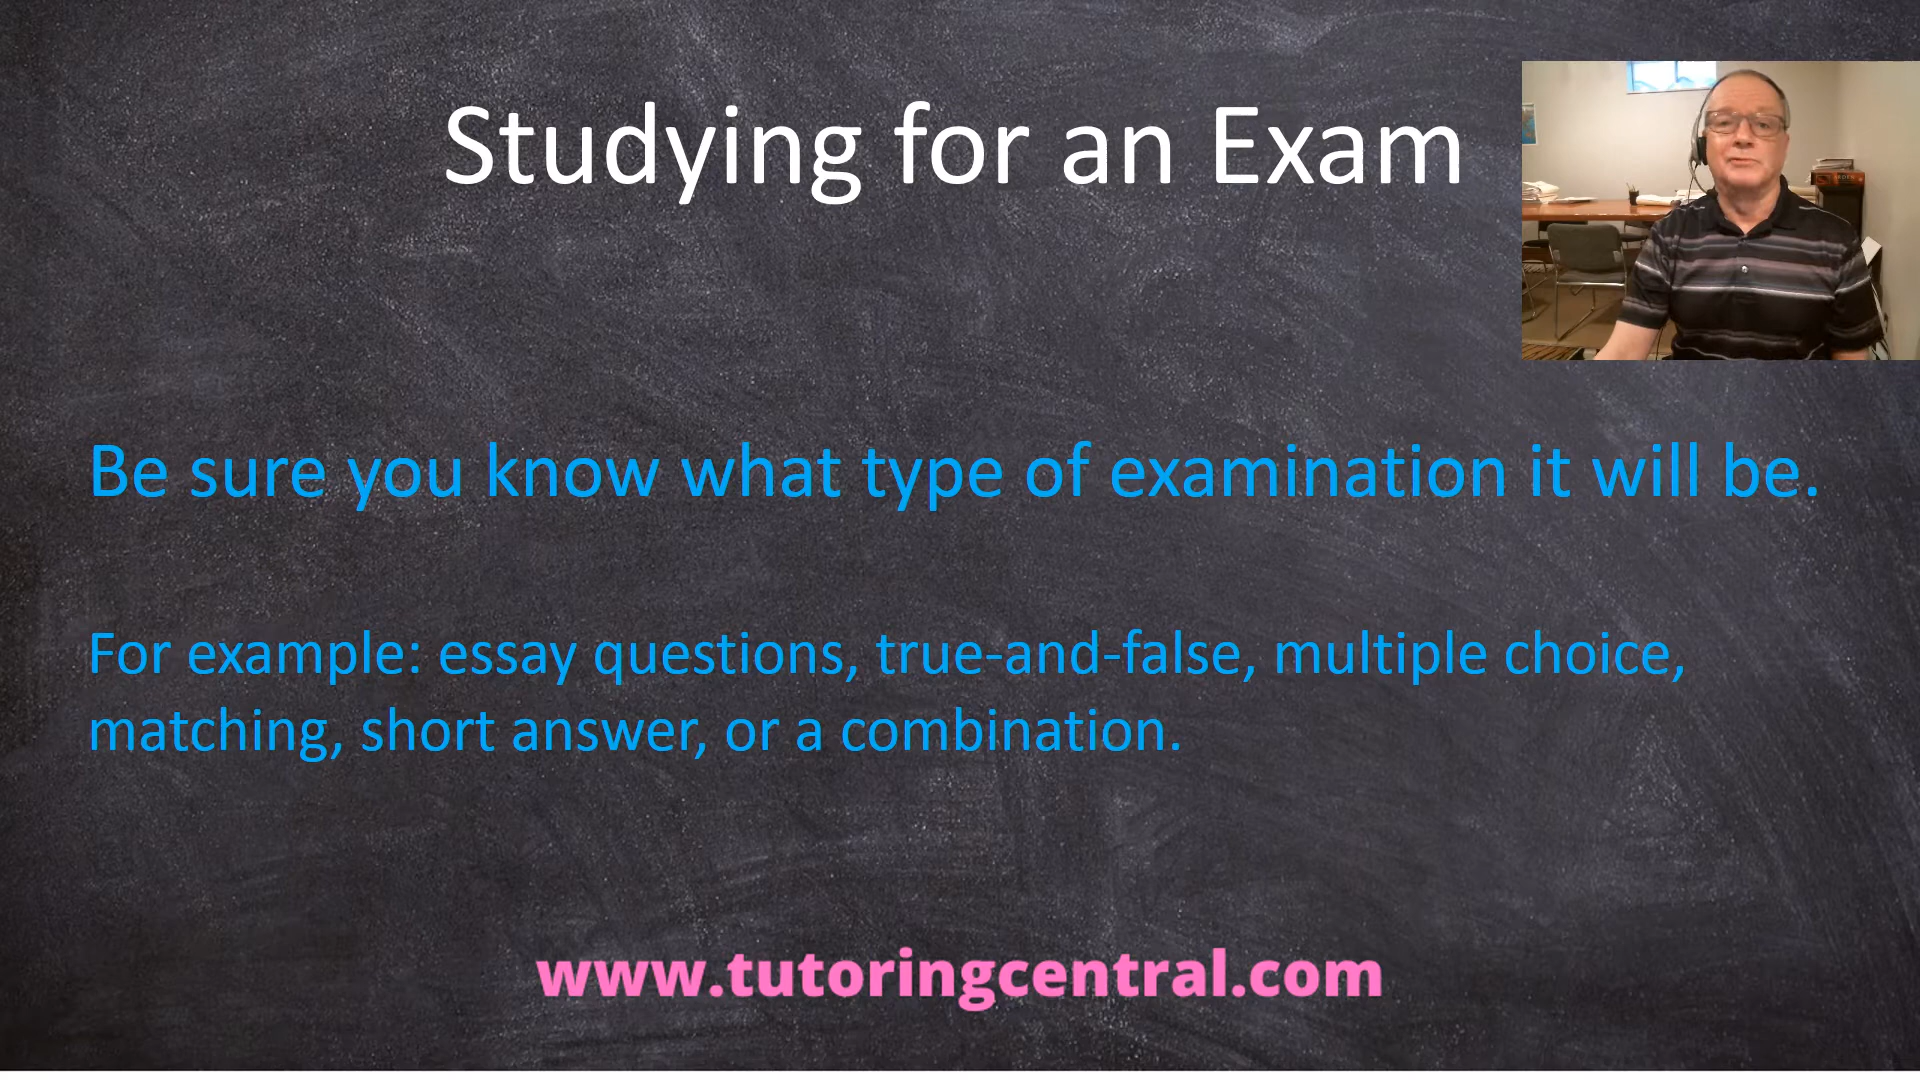 Studying for an Exam
Be sure you know what type of examination it will be.
For example: essay questions, true-and-false, multiple choice,
matching, short answer, or a combination.
www.tutoringcentral.com